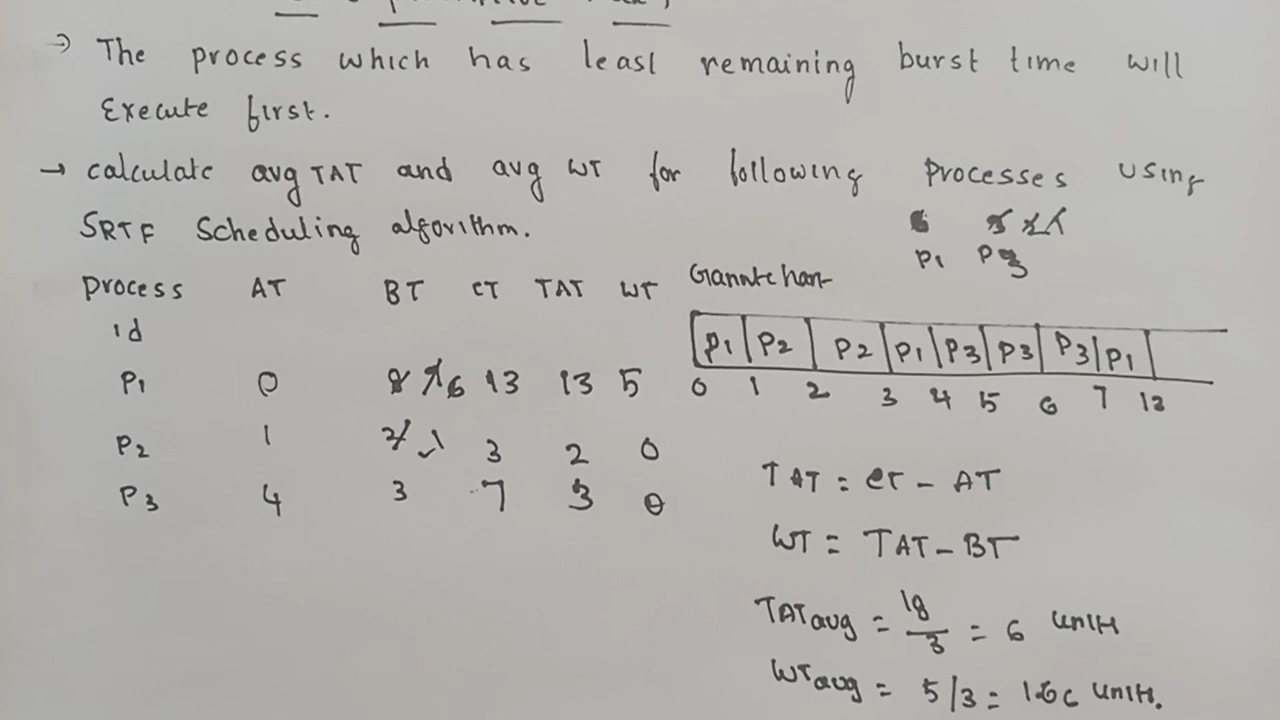 → The process which has least remaining burst time will
Execute first.
→ calculate avg TAT and avg WT for following processes using
SRTF Scheduling algorithm.
P1 P3
process id AT BT CT TAT WT
P1 0 8 7 6 13 13 5
P2 1 2 1 3 2 0
P3 4 3 7 3 0
Gannte hart
P1 P2 P2 P1 P3 P3 P3 P1
0 1 2 3 4 5 6 7 13
TAT = CT - AT
WT = TAT - BT
TATavg = 18/3 = 6 units
WTavg = 5/3 = 1.66 units.